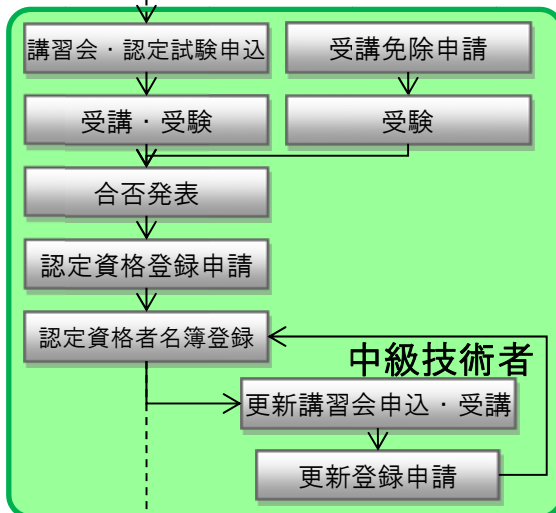 講習会・認定試験申込
受講免除申請
受講・受験
受験
合否発表
認定資格登録申請
認定資格者名簿登録
中級技術者
更新講習会申込・受講
更新登録申請